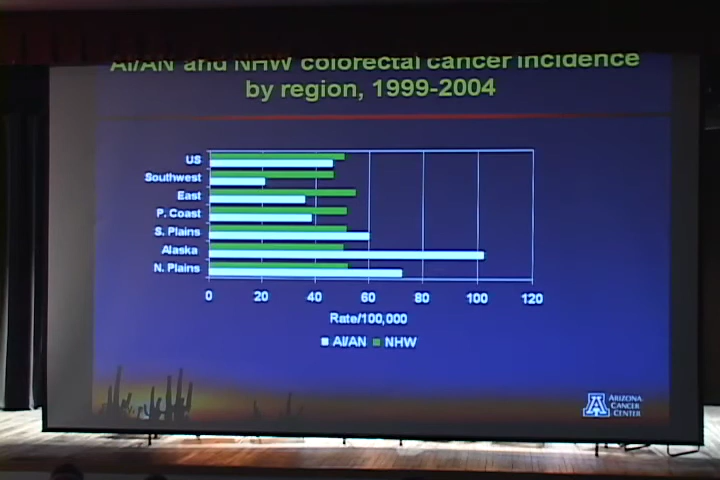 AI/AN and NHW colorectal cancer incidence
by region, 1999-2004
US
Southwest
East
P. Coast
S. Plains
Alaska
N. Plains
0 20 40 60 80 100 120
Rate/100,000
AI/AN NHW
ARIZONA
CANCER
CENTER